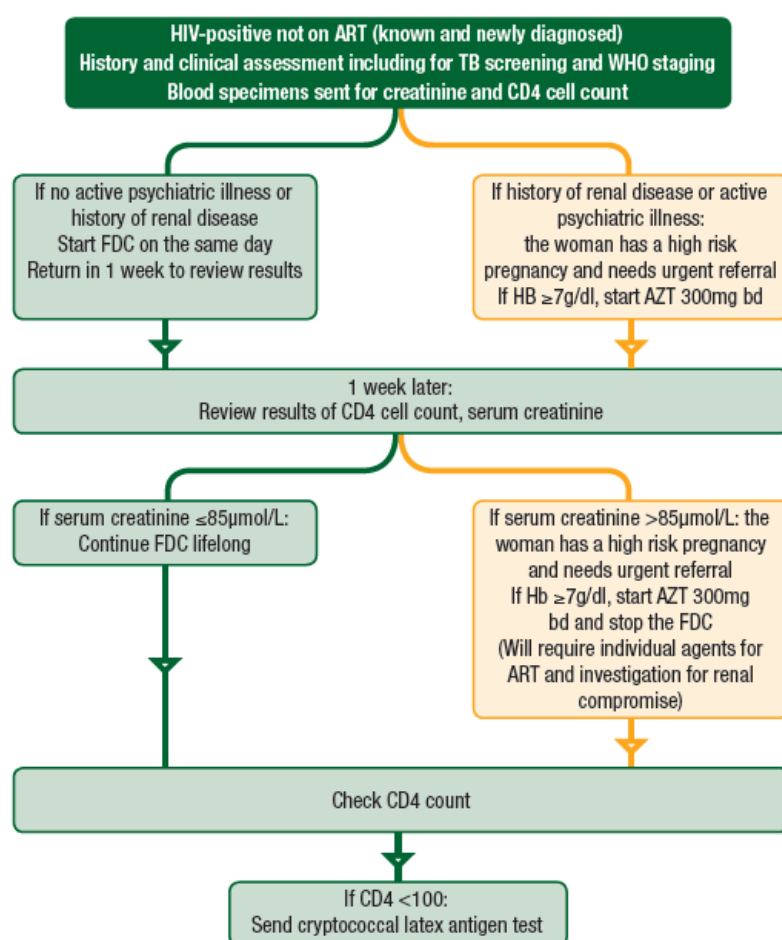 HIV-positive not on ART (known and newly diagnosed)
History and clinical assessment including for TB screening and WHO staging
Blood specimens sent for creatinine and CD4 cell count
If no active psychiatric illness or
history of renal disease
Start FDC on the same day
Return in 1 week to review results
If history of renal disease or active
psychiatric illness:
the woman has a high risk
pregnancy and needs urgent referral
If HB ≥7g/dl, start AZT 300mg bd
1 week later:
Review results of CD4 cell count, serum creatinine
If serum creatinine ≤85µmol/L:
Continue FDC lifelong
If serum creatinine >85µmol/L: the
woman has a high risk pregnancy
and needs urgent referral
If Hb ≥7g/dl, start AZT 300mg
bd and stop the FDC
(Will require individual agents for
ART and investigation for renal
compromise)
Check CD4 count
If CD4 <100:
Send cryptococcal latex antigen test